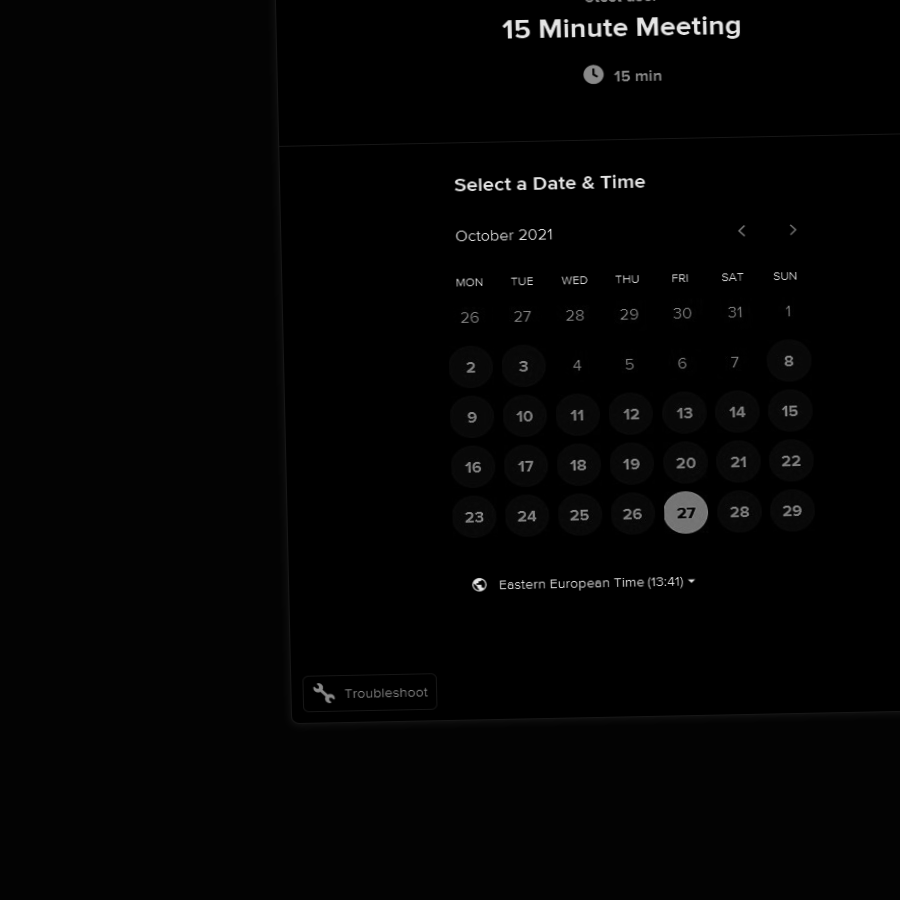 15 Minute Meeting
15 min
Select a Date & Time
October 2021
MON TUE WED THU FRI SAT SUN
26 27 28 29 30 31 1
2 3 4 5 6 7 8
9 10 11 12 13 14 15
16 17 18 19 20 21 22
23 24 25 26 27 28 29
Eastern European Time (13:41)
Troubleshoot